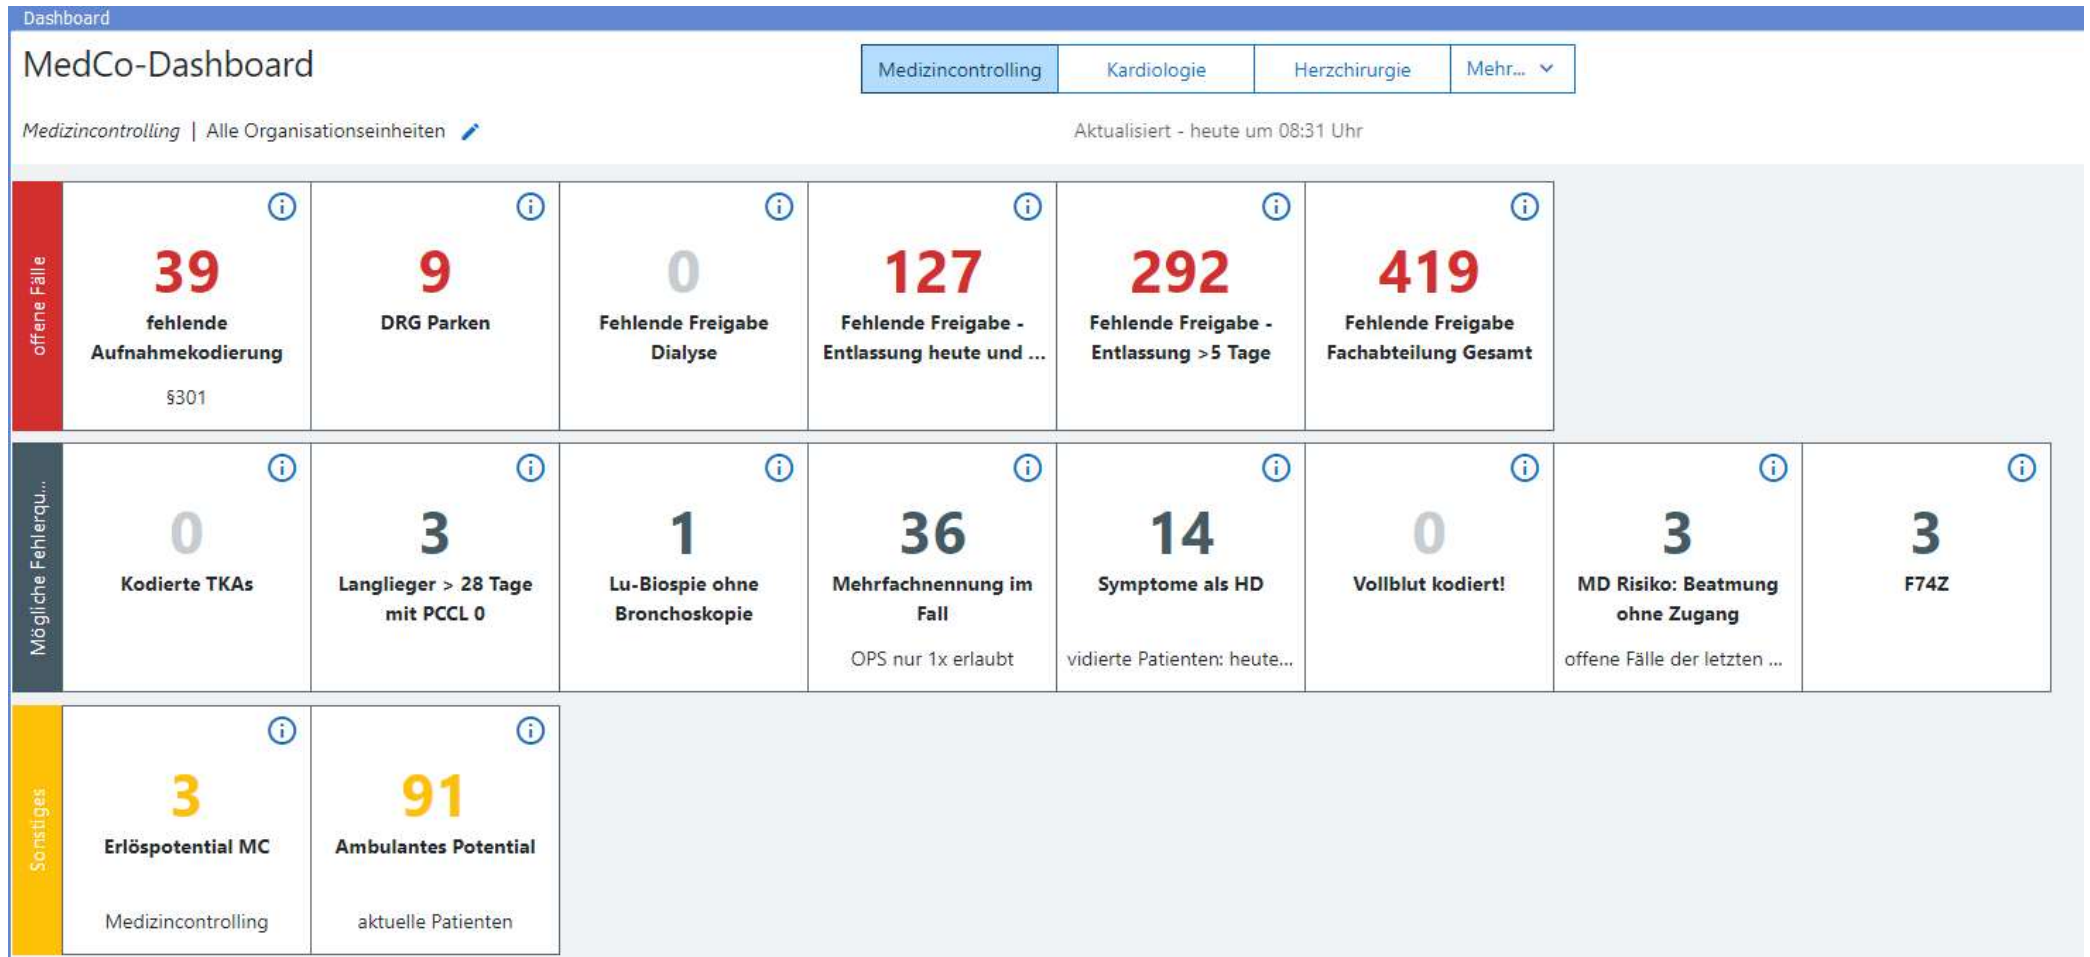 Dashboard
MedCo-Dashboard
Medizincontrolling
Kardiologie
Herzchirurgie
Mehr...
Medizincontrolling | Alle Organisationseinheiten
Aktualisiert - heute um 08:31 Uhr
offene Fälle
39
fehlende
Aufnahmekodierung
§301
9
DRG Parken
0
Fehlende Freigabe
Dialyse
127
Fehlende Freigabe -
Entlassung heute und ...
292
Fehlende Freigabe -
Entlassung >5 Tage
419
Fehlende Freigabe
Fachabteilung Gesamt
Mögliche Fehlerqu...
0
Kodierte TKAs
3
Langlieger > 28 Tage
mit PCCL 0
1
Lu-Biospie ohne
Bronchoskopie
36
Mehrfachnennung im
Fall
OPS nur 1x erlaubt
14
Symptome als HD
vidierte Patienten: heute...
0
Vollblut kodiert!
3
MD Risiko: Beatmung
ohne Zugang
offene Fälle der letzten ...
3
F74Z
Sonstiges
3
Erlöspotential MC
Medizincontrolling
91
Ambulantes Potential
aktuelle Patienten